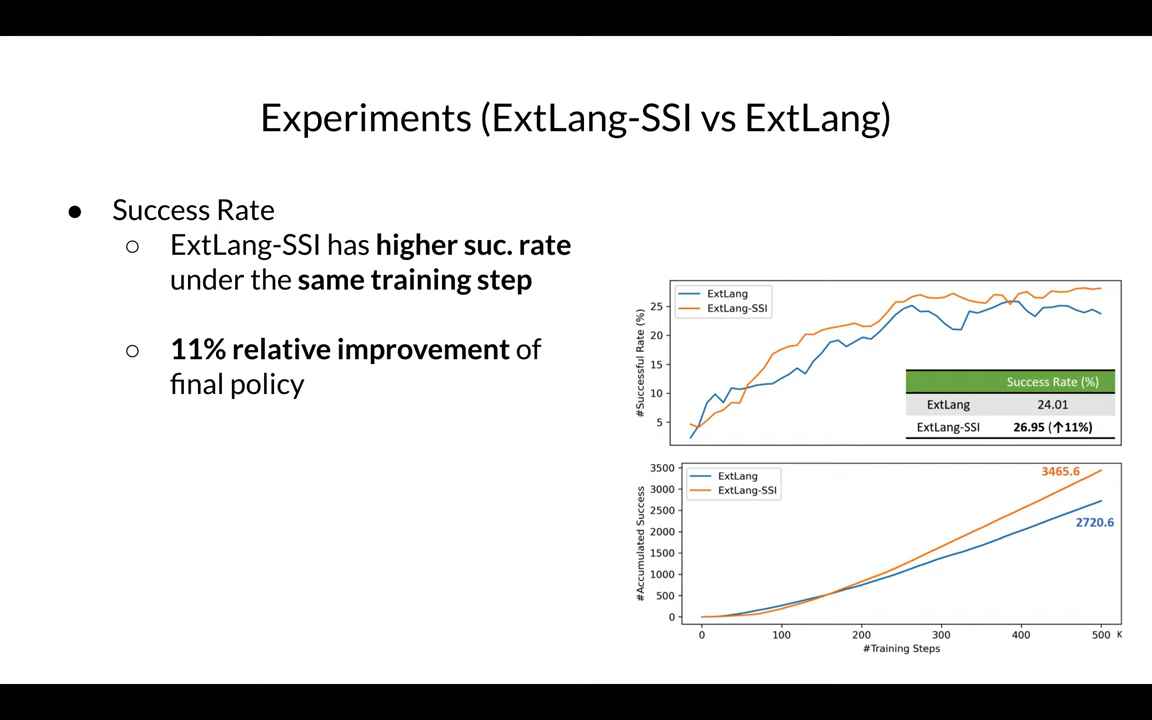 Experiments (ExtLang-SSI vs ExtLang)
● Success Rate
○ ExtLang-SSI has higher suc. rate
under the same training step
○ 11% relative improvement of
final policy
#Successful Rate (%)
25
20
15
10
5
ExtLang
ExtLang-SSI
Success Rate (%)
ExtLang 24.01
ExtLang-SSI 26.95 (↑11%)
#Accumulated Success
3500
3000
2500
2000
1500
1000
500
0
ExtLang
ExtLang-SSI
3465.6
2720.6
0 100 200 300 400 500 K
#Training Steps